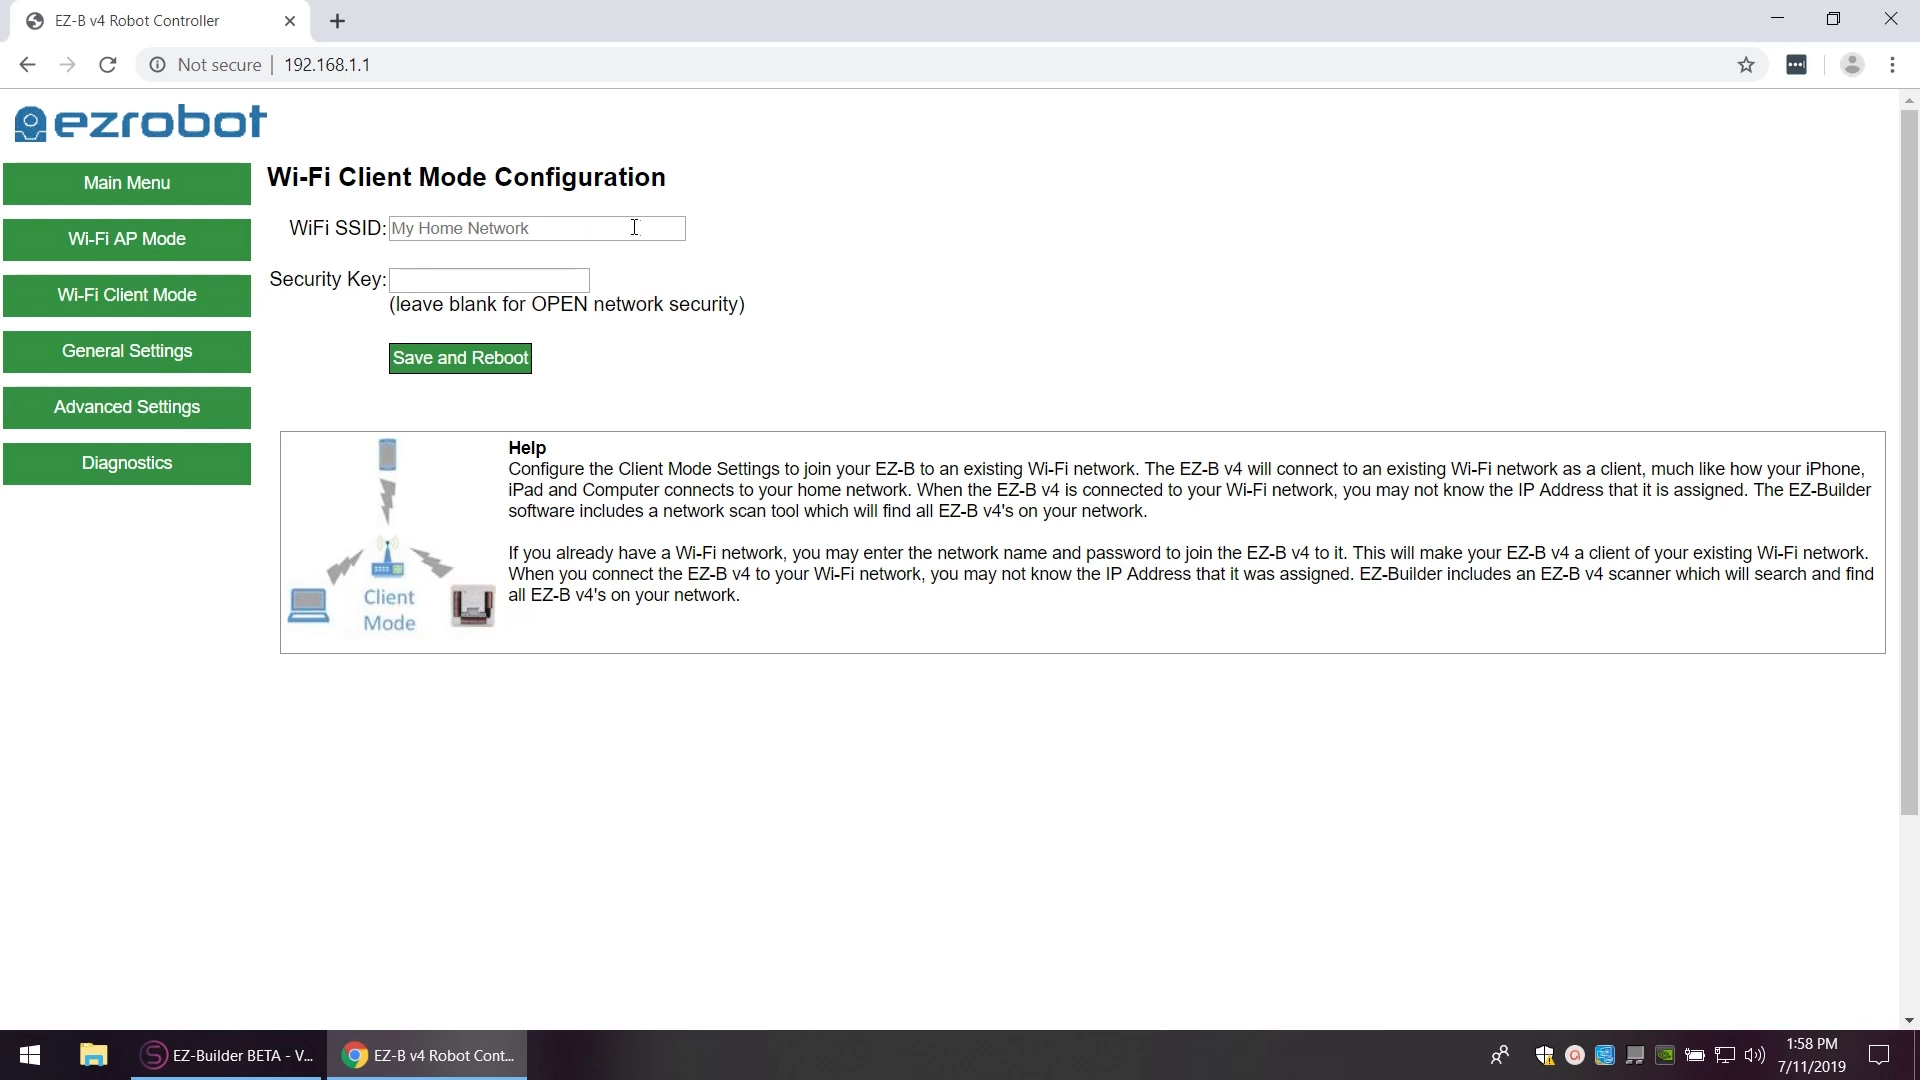 EZ-B v4 Robot Controller
Not secure
192.168.1.1
ezrobot
Main Menu
Wi-Fi AP Mode
Wi-Fi Client Mode
General Settings
Advanced Settings
Diagnostics
Wi-Fi Client Mode Configuration
WiFi SSID: My Home Network
Security Key:
(leave blank for OPEN network security)
Save and Reboot
Client
Mode
Help
Configure the Client Mode Settings to join your EZ-B to an existing Wi-Fi network. The EZ-B v4 will connect to an existing Wi-Fi network as a client, much like how your iPhone,
iPad and Computer connects to your home network. When the EZ-B v4 is connected to your Wi-Fi network, you may not know the IP Address that it is assigned. The EZ-Builder
software includes a network scan tool which will find all EZ-B v4's on your network.
If you already have a Wi-Fi network, you may enter the network name and password to join the EZ-B v4 to it. This will make your EZ-B v4 a client of your existing Wi-Fi network.
When you connect the EZ-B v4 to your Wi-Fi network, you may not know the IP Address that it was assigned. EZ-Builder includes an EZ-B v4 scanner which will search and find
all EZ-B v4's on your network.
EZ-Builder BETA - V...
EZ-B v4 Robot Cont...
1:58 PM
7/11/2019